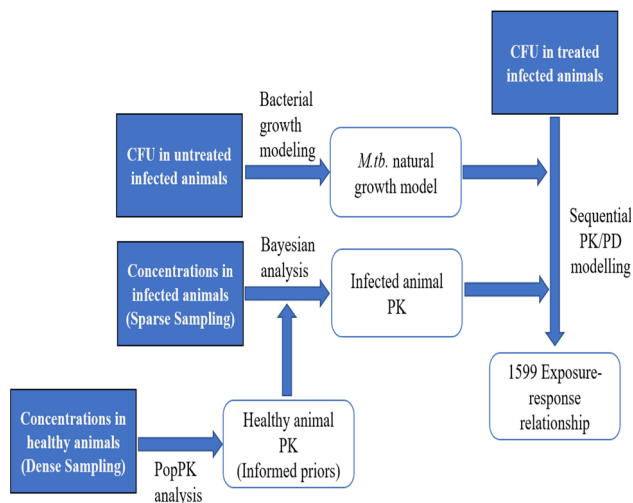 CFU in treated
infected animals
Bacterial
growth
modeling
CFU in untreated
infected animals
M.tb. natural
growth model
Sequential
PK/PD
modelling
Bayesian
analysis
Concentrations in
infected animals
(Sparse Sampling)
Infected animal
PK
1599 Exposure-
response
relationship
Concentrations in
healthy animals
(Dense Sampling)
Healthy animal
PK
(Informed priors)
PopPK
analysis